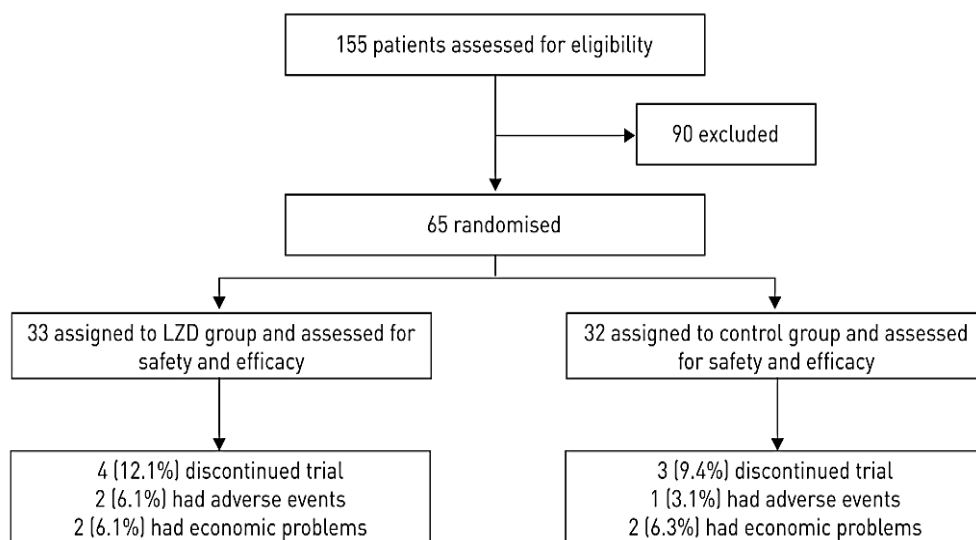 155 patients assessed for eligibility
90 excluded
65 randomised
33 assigned to LZD group and assessed for
safety and efficacy
32 assigned to control group and assessed
for safety and efficacy
4 (12.1%) discontinued trial
2 (6.1%) had adverse events
2 (6.1%) had economic problems
3 (9.4%) discontinued trial
1 (3.1%) had adverse events
2 (6.3%) had economic problems